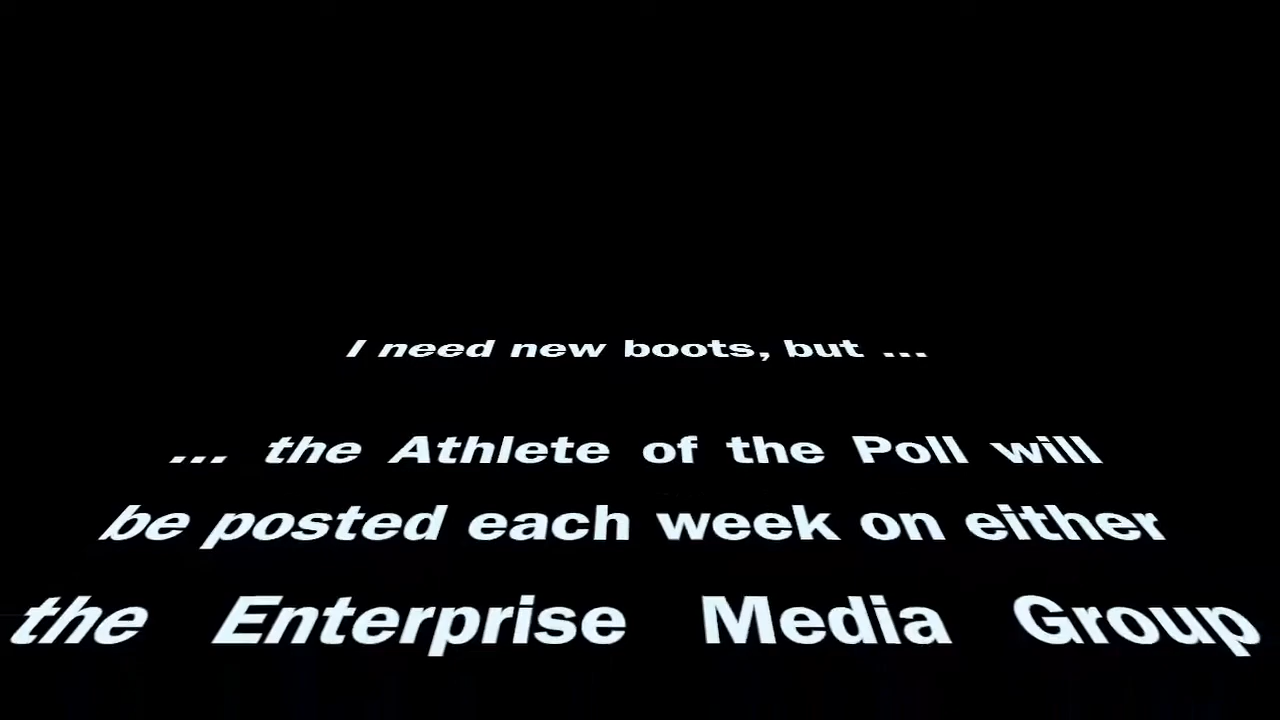 I need new boots, but ...
... the Athlete of the Poll will
be posted each week on either
the Enterprise Media Group